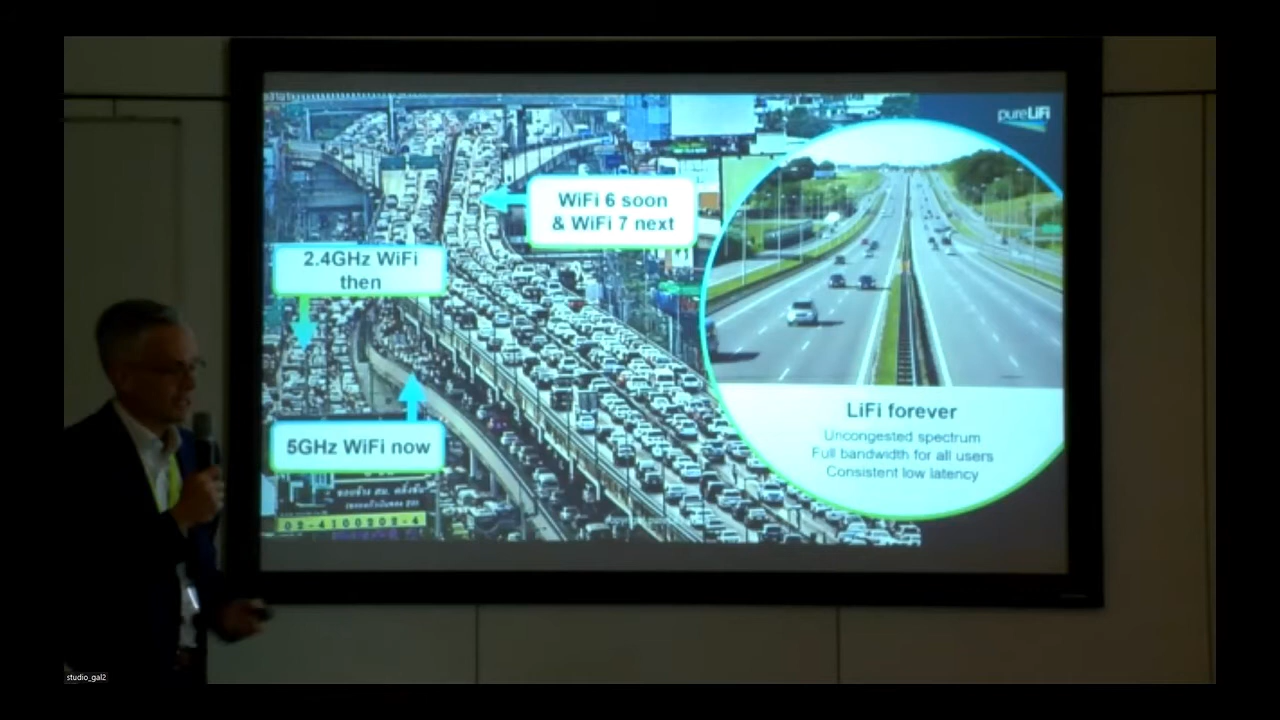 pureLiFi
WiFi 6 soon
& WiFi 7 next
2.4GHz WiFi
then
5GHz WiFi now
LiFi forever
Uncongested spectrum
Full bandwidth for all users
Consistent low latency
02-4100202-4
studio_gal2